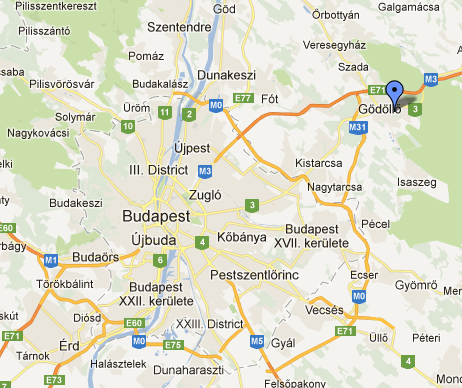 Pilisszentkereszt
Göd
Galgamácsa
Őrbottyán
Szentendre
Pilisszántó
Veresegyház
Pomáz
Szada
Dunakeszi
E71
M3
Pilisvörösvár
Budakalász
E77
Fót
Gödöllő
3
Üröm
11
2
M0
Solymár
10
M31
Nagykovácsi
Újpest
M3
Kistarcsa
III. District
Isaszeg
Nagytarcsa
Zugló
Budakeszi
3
E60
Budapest
Pécel
Budapest
XVII. kerülete
Újbuda
4
Kőbánya
M1
Budaörs
6
Ecser
Pestszentlőrinc
Gyömrő
Törökbálint
Budapest
XXII. kerülete
M0
Vecsés
Diósd
E60
XXIII. District
E71
E71
Érd
M5
Gyál
Üllő
Péteri
Tárnok
E75
Halásztelek
4
Dunaharaszti
E73
Felsőpakony